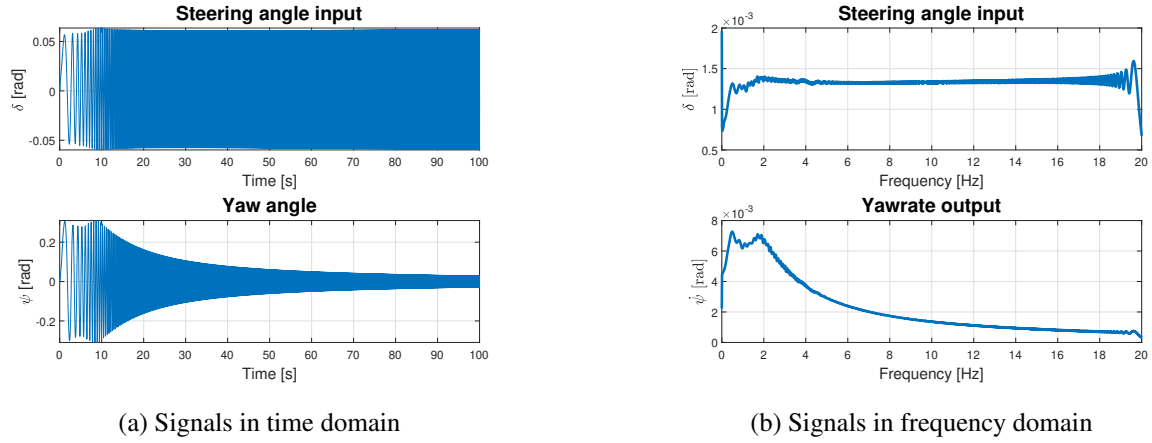 Steering angle input
δ [rad]
0.05
0
-0.05
0 10 20 30 40 50 60 70 80 90 100
Time [s]
Yaw angle
ψ [rad]
0.2
0
-0.2
0 10 20 30 40 50 60 70 80 90 100
Time [s]
(a) Signals in time domain
Steering angle input
×10⁻³
δ [rad]
2
1.5
1
0.5
0 2 4 6 8 10 12 14 16 18 20
Frequency [Hz]
Yawrate output
×10⁻³
ψ̇ [rad]
8
6
4
2
0
0 2 4 6 8 10 12 14 16 18 20
Frequency [Hz]
(b) Signals in frequency domain